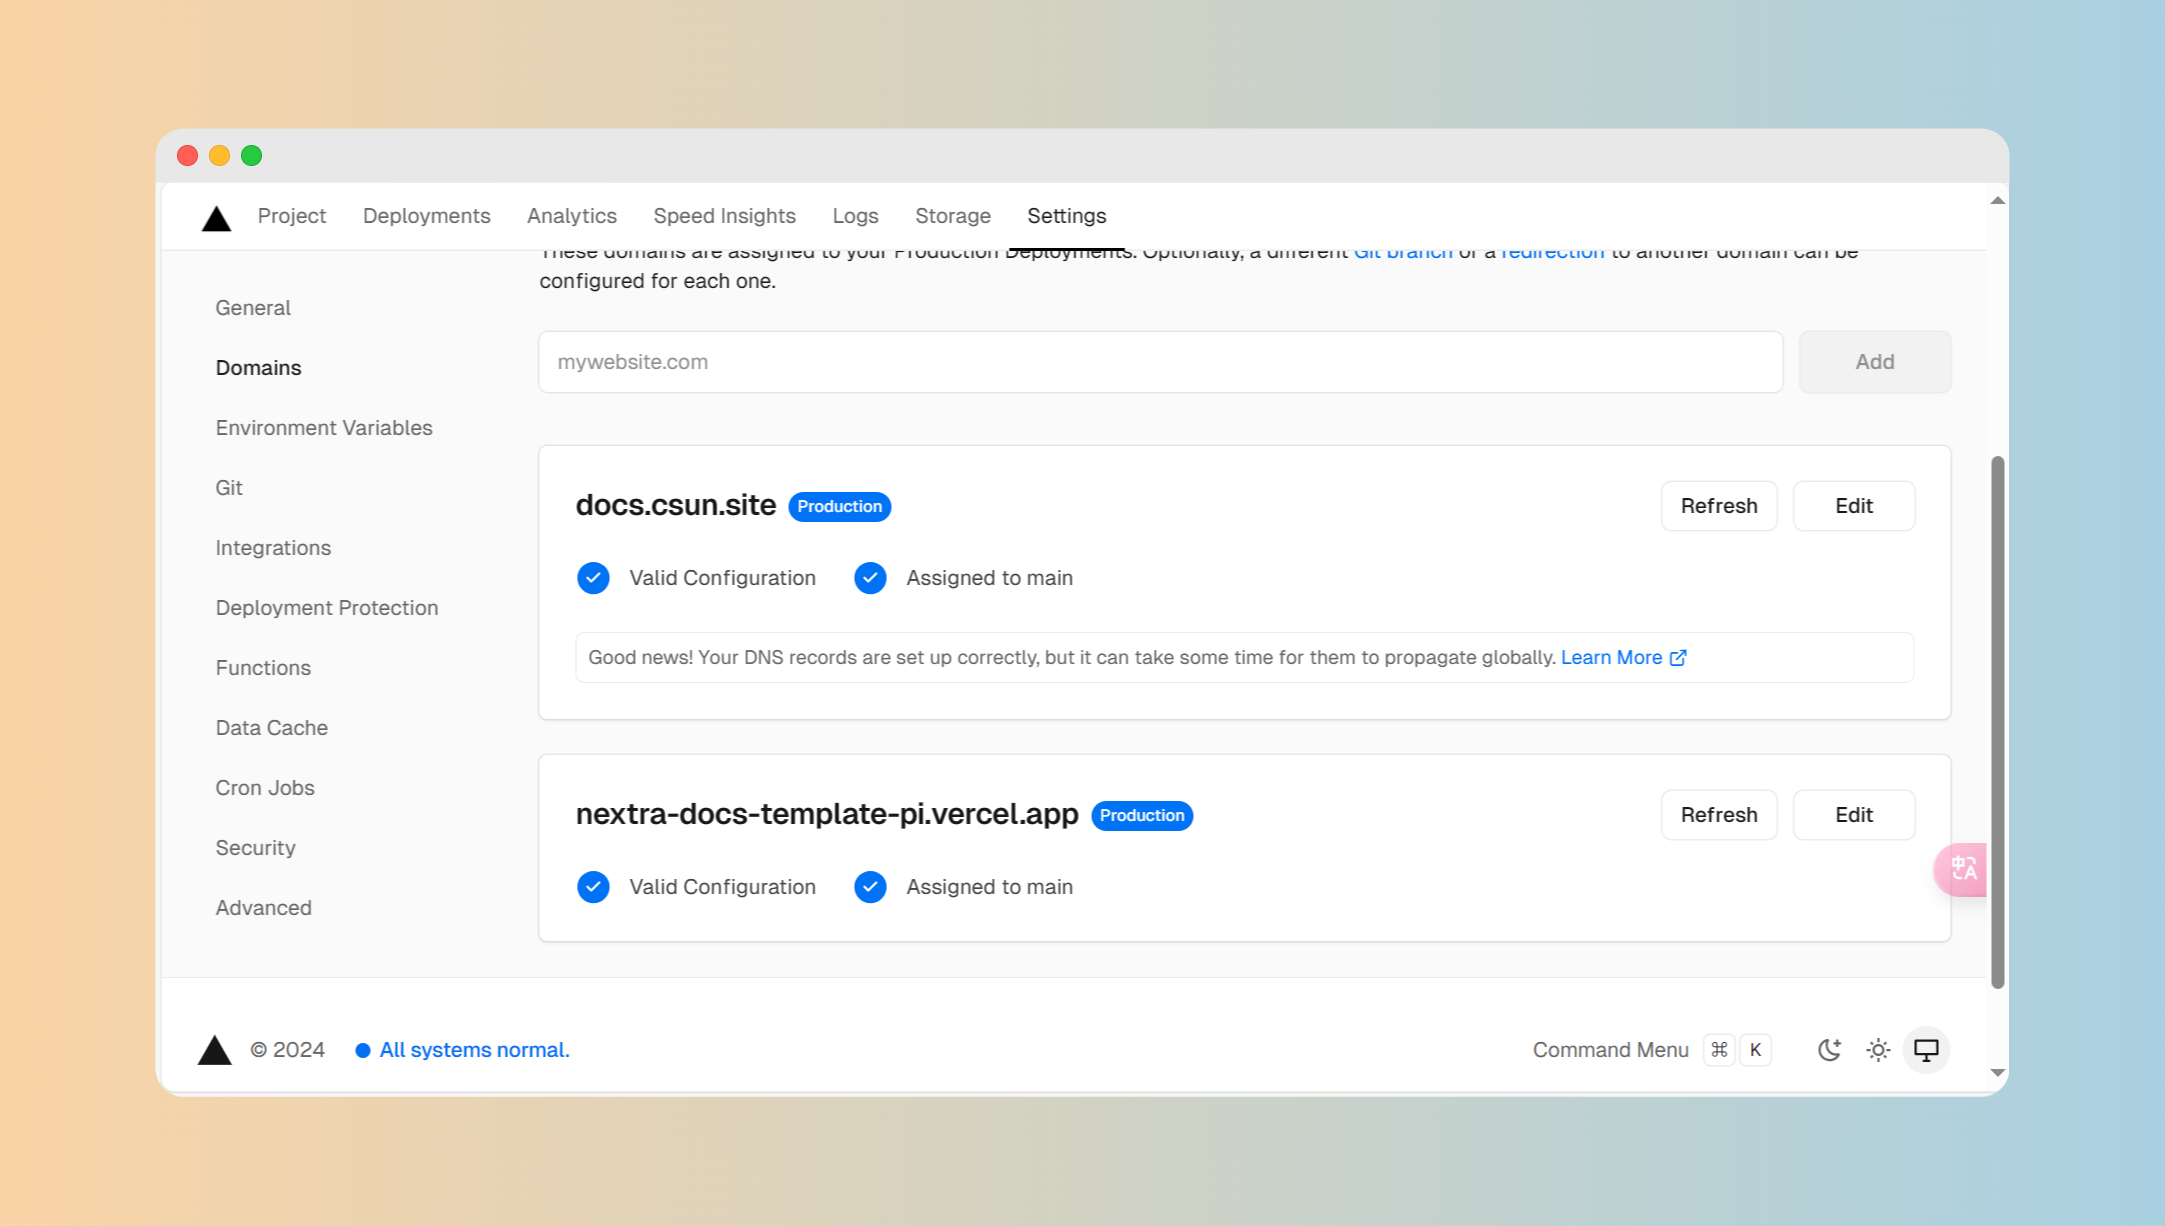 Project Deployments Analytics Speed Insights Logs Storage Settings
These domains are assigned to your Production Deployments. Optionally, a different Git branch or a redirection to another domain can be
configured for each one.
General
Domains
Environment Variables
Git
Integrations
Deployment Protection
Functions
Data Cache
Cron Jobs
Security
Advanced
mywebsite.com Add
docs.csun.site Production Refresh Edit
Valid Configuration Assigned to main
Good news! Your DNS records are set up correctly, but it can take some time for them to propagate globally. Learn More
nextra-docs-template-pi.vercel.app Production Refresh Edit
Valid Configuration Assigned to main
中 A
© 2024 All systems normal. Command Menu ⌘ K